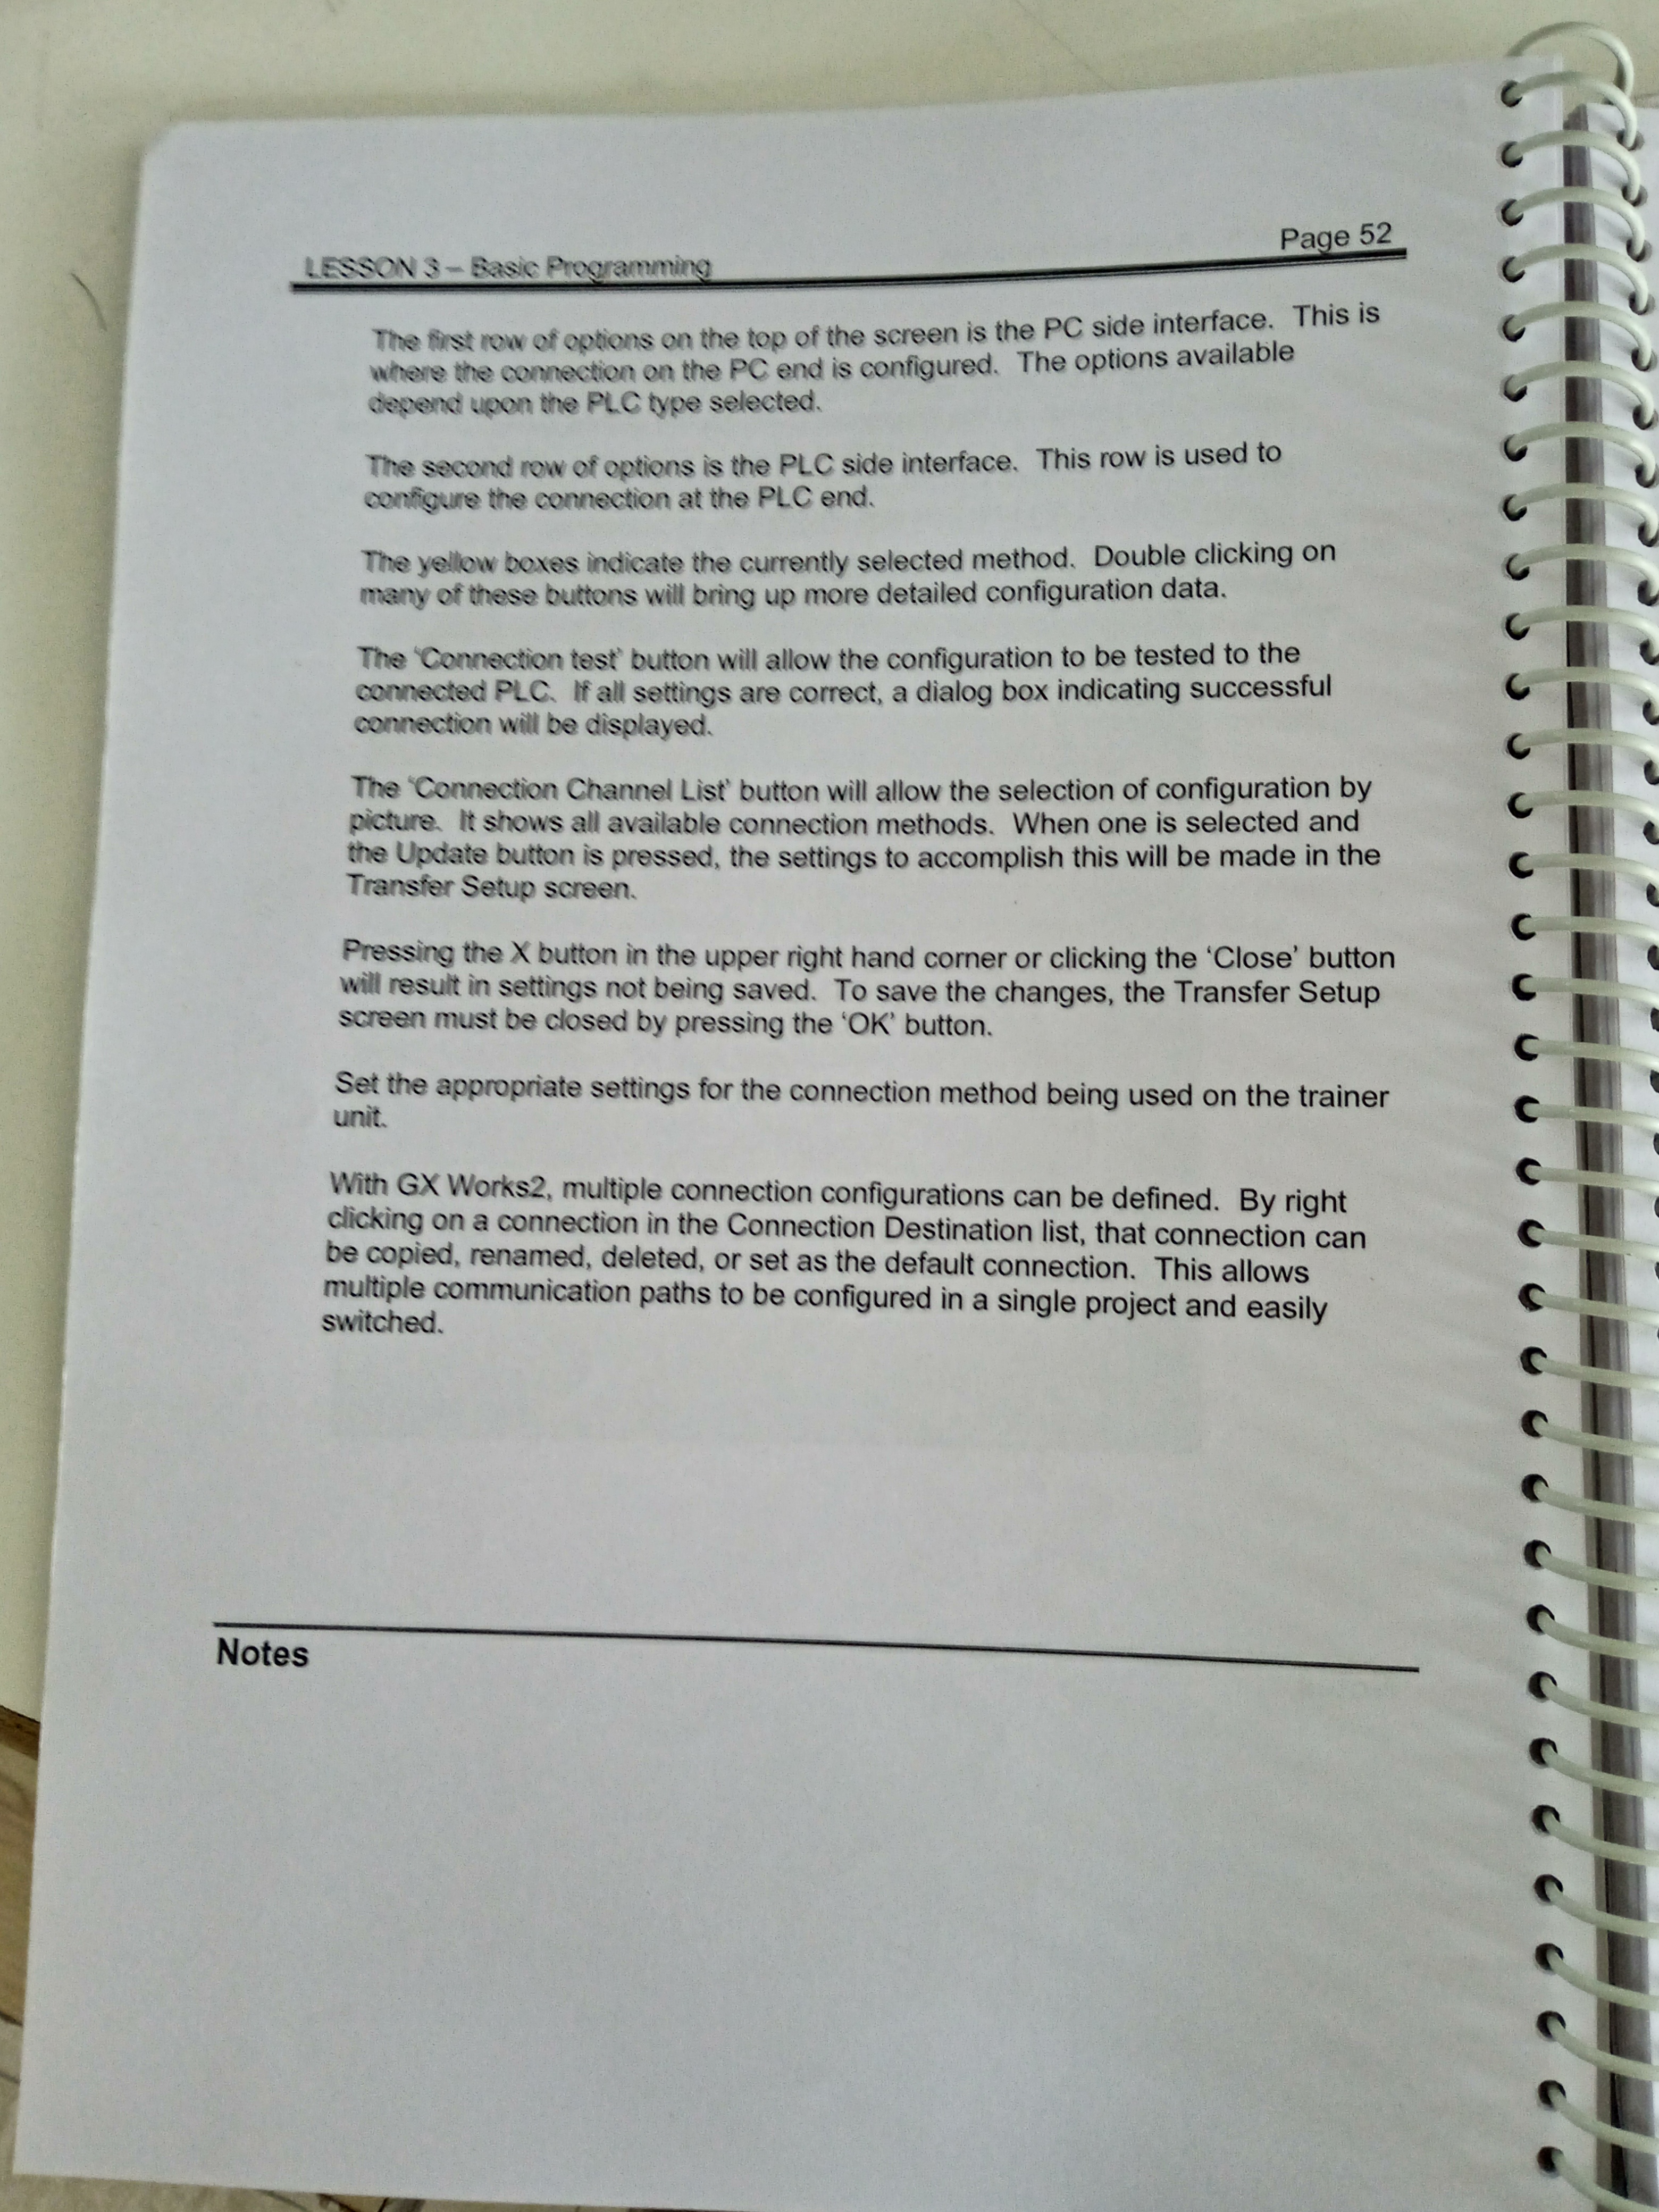 LESSON 3 – Basic Programming
Page 52
The first row of options on the top of the screen is the PC side interface.  This is
where the connection on the PC end is configured.  The options available
depend upon the PLC type selected.
The second row of options is the PLC side interface.  This row is used to
configure the connection at the PLC end.
The yellow boxes indicate the currently selected method.  Double clicking on
many of these buttons will bring up more detailed configuration data.
The ‘Connection test’ button will allow the configuration to be tested to the
connected PLC.  If all settings are correct, a dialog box indicating successful
connection will be displayed.
The ‘Connection Channel List’ button will allow the selection of configuration by
picture.  It shows all available connection methods.  When one is selected and
the Update button is pressed, the settings to accomplish this will be made in the
Transfer Setup screen.
Pressing the X button in the upper right hand corner or clicking the ‘Close’ button
will result in settings not being saved.  To save the changes, the Transfer Setup
screen must be closed by pressing the ‘OK’ button.
Set the appropriate settings for the connection method being used on the trainer
unit.
With GX Works2, multiple connection configurations can be defined.  By right
clicking on a connection in the Connection Destination list, that connection can
be copied, renamed, deleted, or set as the default connection.  This allows
multiple communication paths to be configured in a single project and easily
switched.
Notes